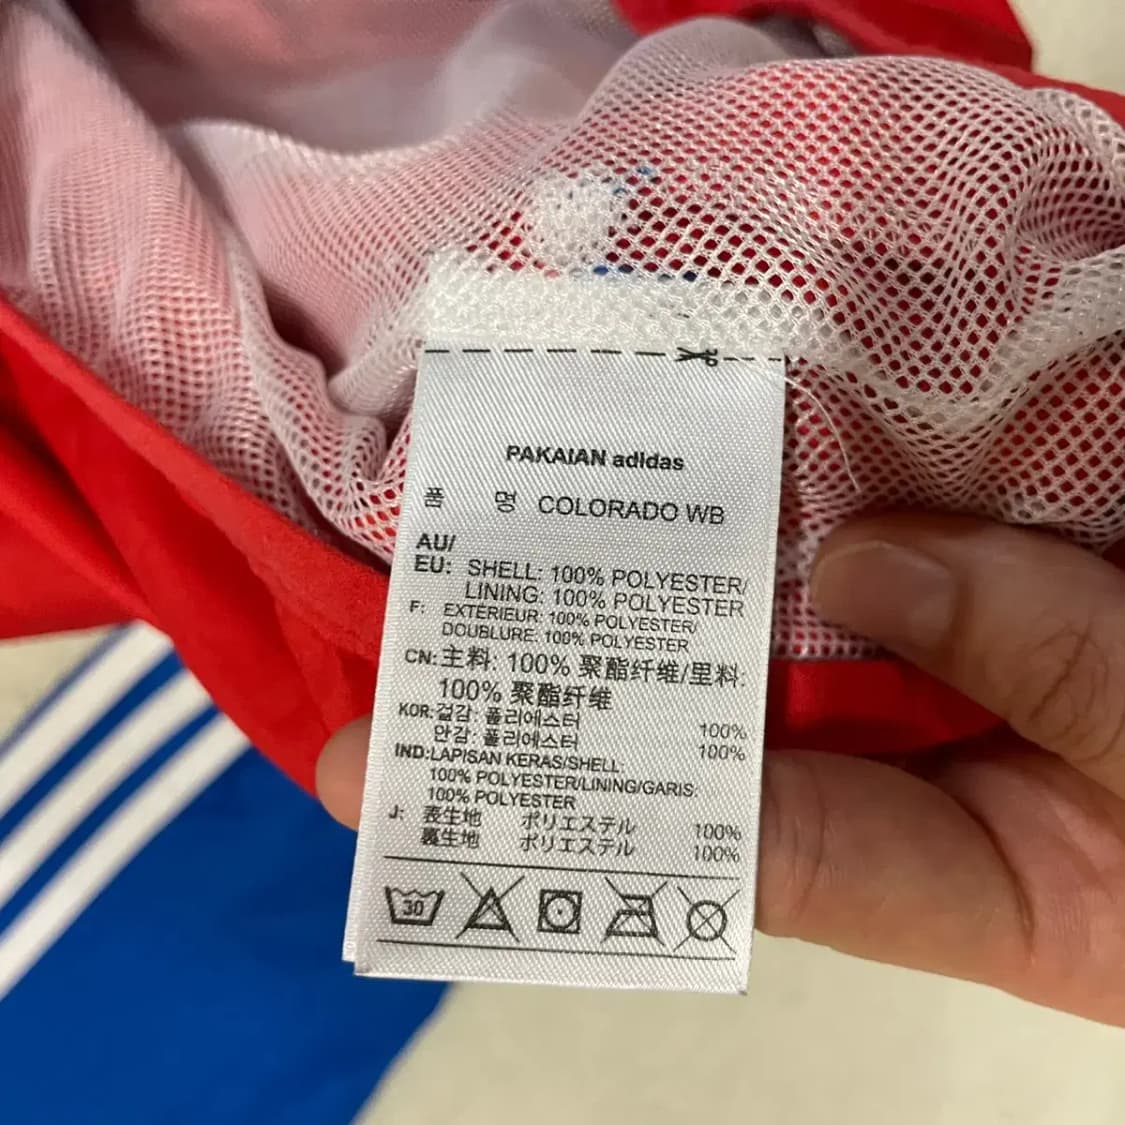 PAKAIAN adidas
품 명 COLORADO WB
AU/
EU: SHELL: 100% POLYESTER/
LINING: 100% POLYESTER
F: EXTÉRIEUR: 100% POLYESTER/
DOUBLURE: 100% POLYESTER
CN: 主料: 100% 聚酯纤维/里料:
100% 聚酯纤维
KOR: 겉감: 폴리에스터 100%
안감: 폴리에스터 100%
IND: LAPISAN KERAS/SHELL:
100% POLYESTER/LINING/GARIS:
100% POLYESTER
J: 表生地 ポリエステル 100%
裏生地 ポリエステル 100%
30